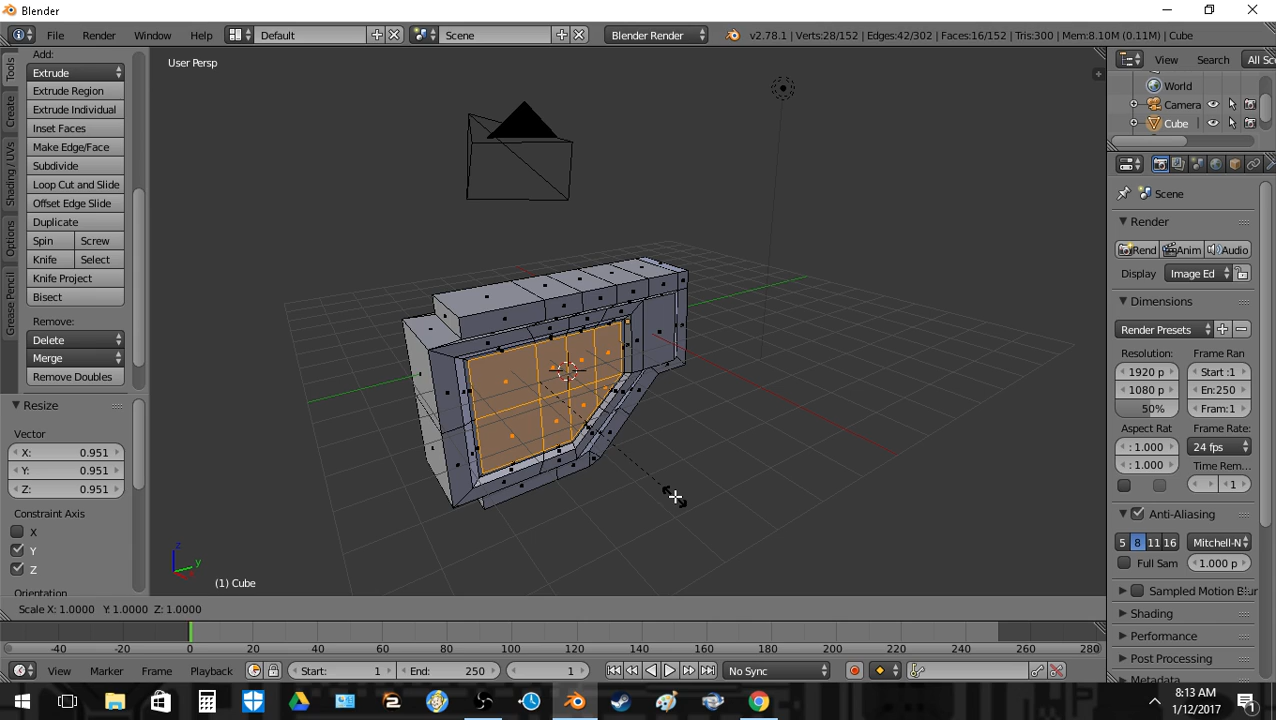 Blender
File Render Window Help Default Scene Blender Render v2.78.1 | Verts:28/152 | Edges:42/302 | Faces:16/152 | Tris:300 | Mem:8.10M (0.11M) | Cube
User Persp
Tools
Create
Shading / UVs
Options
Grease Pencil
Add:
Extrude
Extrude Region
Extrude Individual
Inset Faces
Make Edge/Face
Subdivide
Loop Cut and Slide
Offset Edge Slide
Duplicate
Spin Screw
Knife Select
Knife Project
Bisect
Remove:
Delete
Merge
Remove Doubles
Resize
Vector
X: 0.951
Y: 0.951
Z: 0.951
Constraint Axis
X
Y
Z
Orientation
z
y
(1) Cube
Scale X: 1.0000 Y: 1.0000 Z: 1.0000
View Search All Sc
World
Camera
Cube
Scene
Render
Rend Anim Audio
Display Image Ed
Dimensions
Render Presets
Resolution: Frame Ran
1920 p Start :1
1080 p En:250
50% Fram:1
Aspect Rat Frame Rate:
: 1.000 24 fps
: 1.000 Time Rem...
1
Anti-Aliasing
5 8 11 16 Mitchell-N
Full Sam : 1.000 p
Sampled Motion Blur
Shading
Performance
Post Processing
Metadata
-40 -20 0 20 40 60 80 100 120 140 160 180 200 220 240 260 280
View Marker Frame Playback Start: 1 End: 250 1 No Sync
8:13 AM
1/12/2017
1